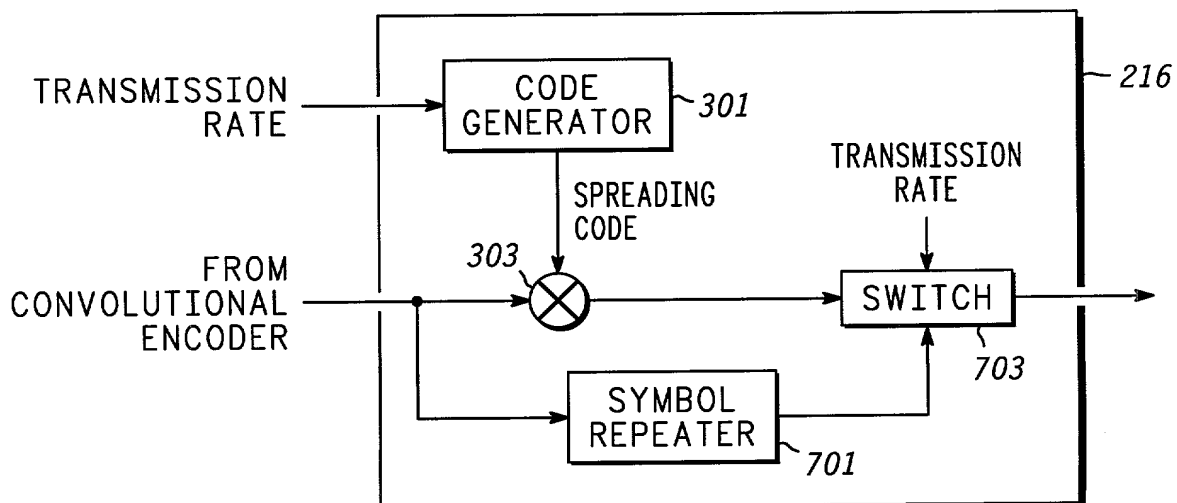 TRANSMISSION
RATE
CODE
GENERATOR
301
216
SPREADING
CODE
TRANSMISSION
RATE
FROM
CONVOLUTIONAL
ENCODER
303
SWITCH
703
SYMBOL
REPEATER
701